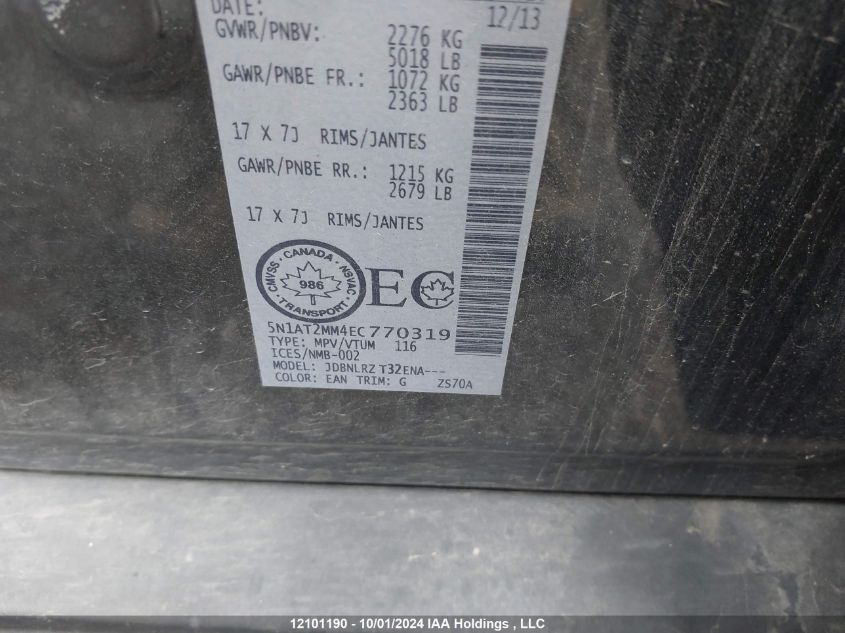 DATE: 12/13
GVWR/PNBV: 2276 KG
5018 LB
GAWR/PNBE FR.: 1072 KG
2363 LB
17 X 7J RIMS/JANTES
GAWR/PNBE RR.: 1215 KG
2679 LB
17 X 7J RIMS/JANTES
CANADA · NSVAC · TRANSPORT · CMVSS ·
986
EC
5N1AT2MM4EC770319
TYPE: MPV/VTUM 116
ICES/NMB-002
MODEL: JDBNLRZ T32ENA---
COLOR: EAN TRIM: G ZS70A
12101190 - 10/01/2024 IAA Holdings , LLC